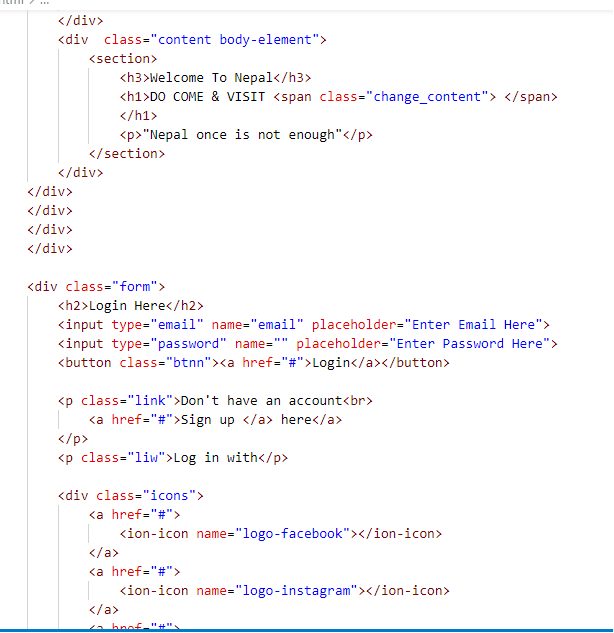 </div>
<div  class="content body-element">
<section>
<h3>Welcome To Nepal</h3>
<h1>DO COME & VISIT <span class="change_content"> </span>
</h1>
<p>"Nepal once is not enough"</p>
</section>
</div>
</div>
</div>
</div>
</div>
<div class="form">
<h2>Login Here</h2>
<input type="email" name="email" placeholder="Enter Email Here">
<input type="password" name="" placeholder="Enter Password Here">
<button class="btnn"><a href="#">Login</a></button>
<p class="link">Don't have an account<br>
<a href="#">Sign up </a> here</a>
</p>
<p class="liw">Log in with</p>
<div class="icons">
<a href="#">
<ion-icon name="logo-facebook"></ion-icon>
</a>
<a href="#">
<ion-icon name="logo-instagram"></ion-icon>
</a>
<a href="#">